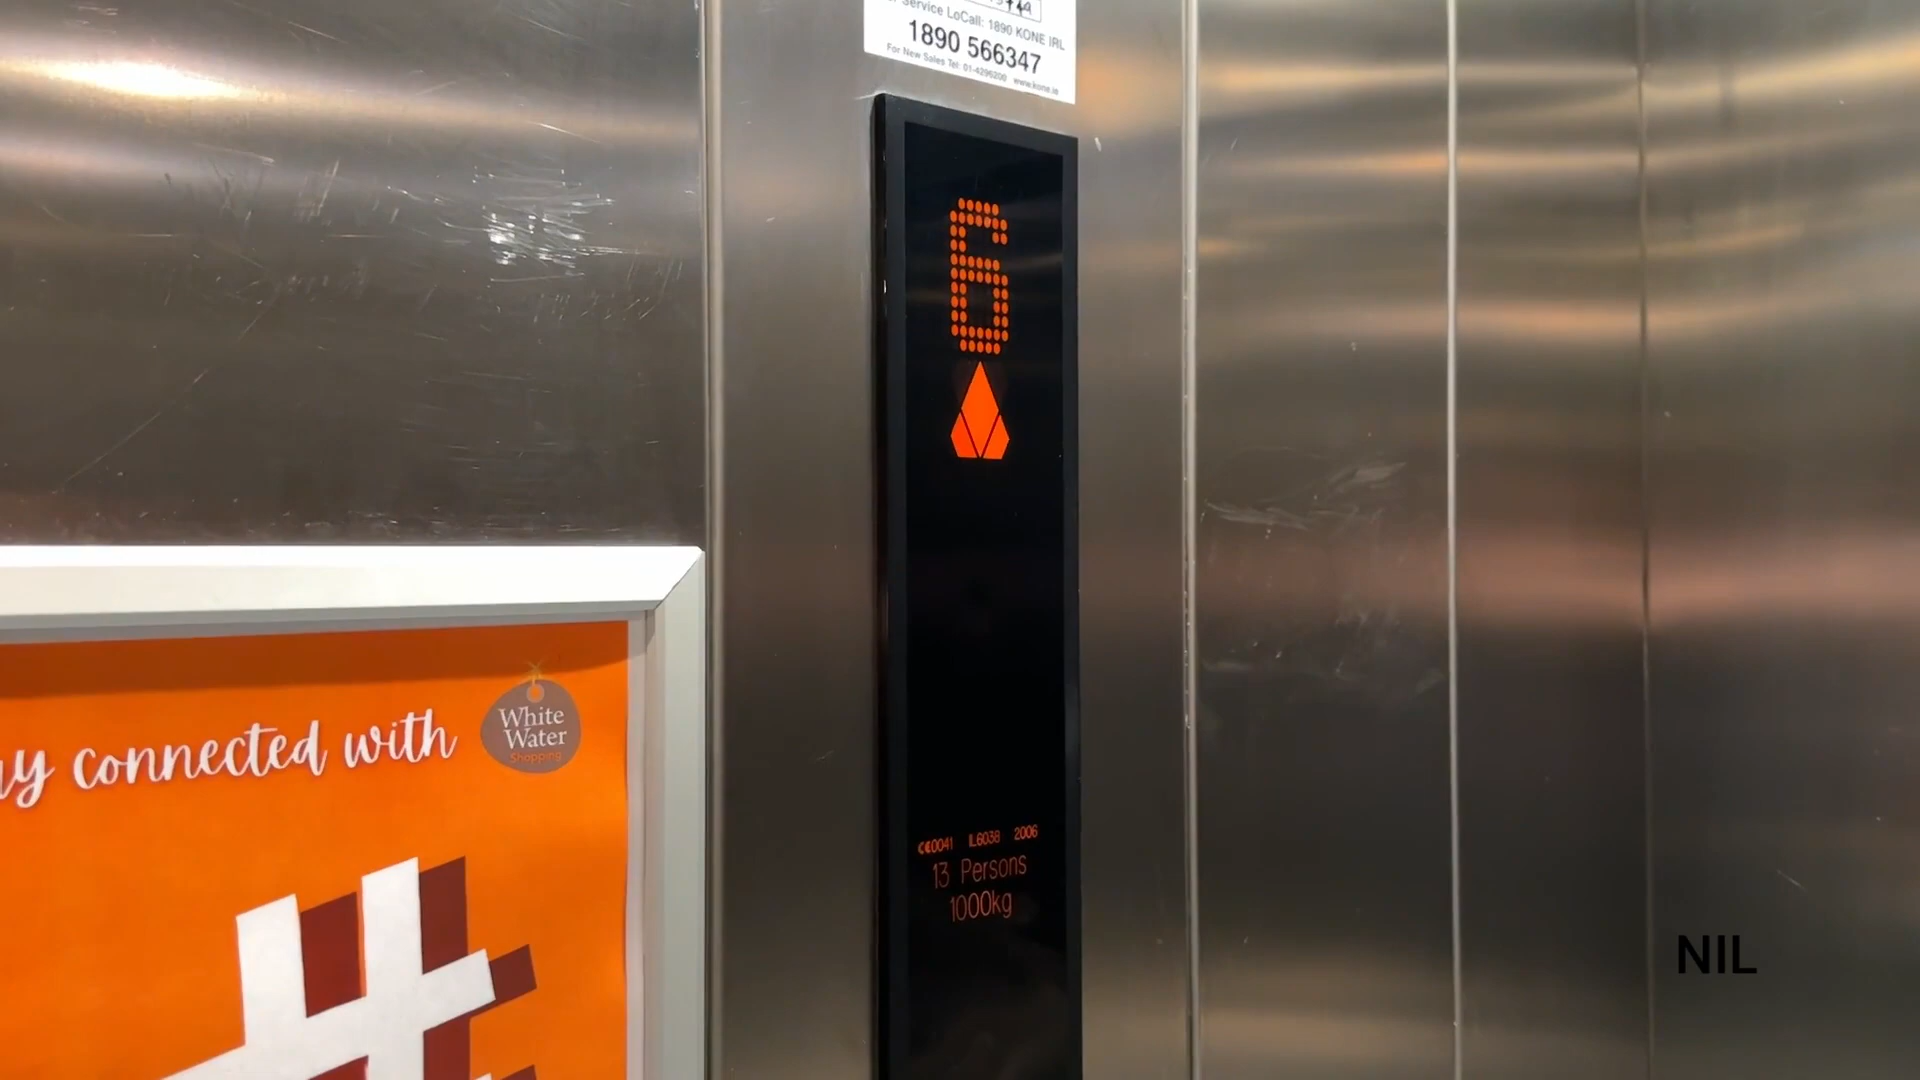 Service LoCall: 1890 KONE IRL
1890 566347
For New Sales Tel: 01-4296200 www.kone.ie
6
connected with
White
Water
Shopping
CE0041 IL6038 2006
13 Persons
1000kg
NIL